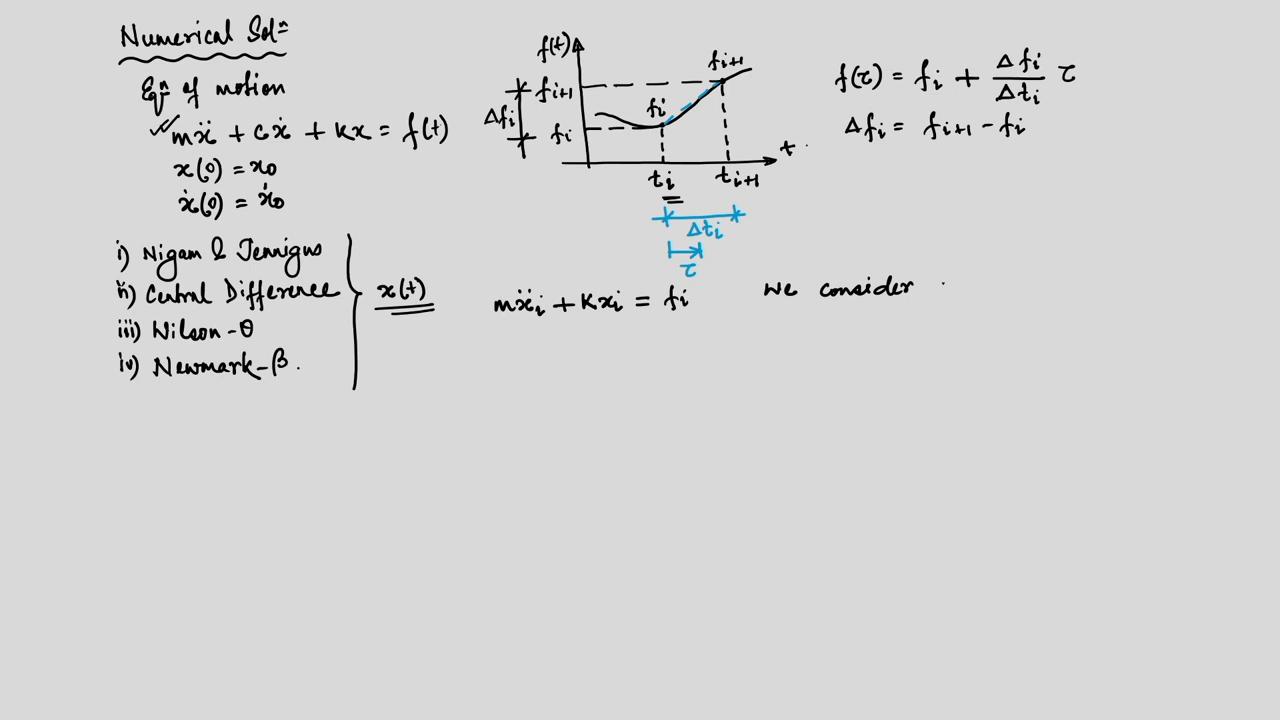 Numerical Solⁿ
Eqⁿ of motion
mẍ + cẋ + kx = f(t)
x(0) = x₀
ẋ(0) = ẋ₀
i) Nigam & Jennigns
ii) Central Difference
iii) Wilson-θ
iv) Newmark-β.
x(t)
f(t)
fi+1
fi
Δfi
fi
fi+1
t
ti
ti+1
Δti
τ
f(τ) = fi + Δfi/Δti τ
Δfi = fi+1 - fi
mẍi + kxi = fi
we consider